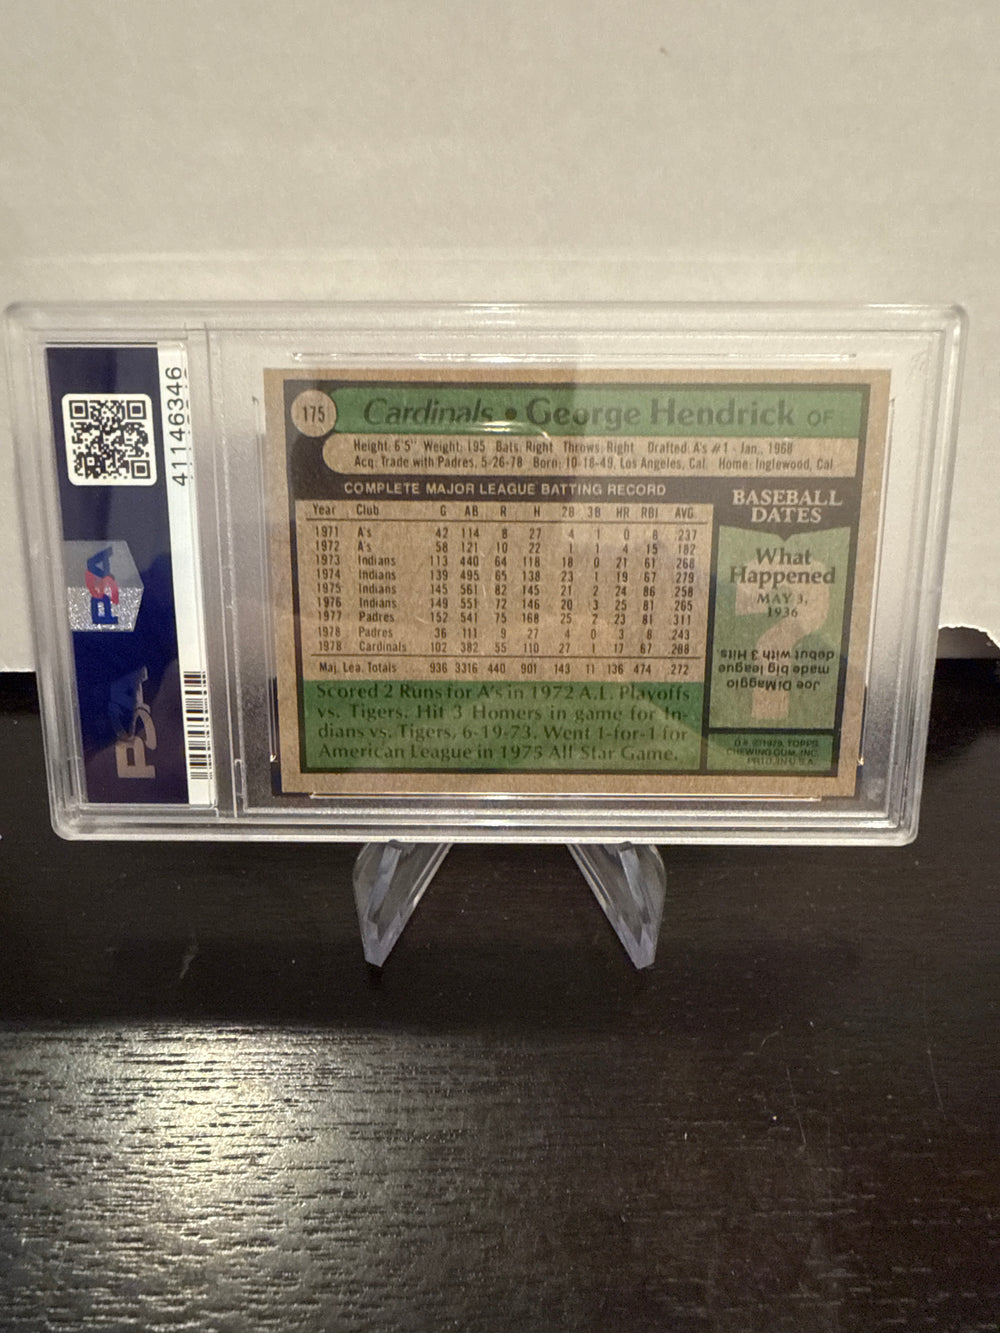 41146346
PSA
PSA
175
Cardinals • George Hendrick OF
Height: 6'5" Weight: 195 Bats: Right Throws: Right Drafted: A's #1 - Jan., 1968
Acq: Trade with Padres, 5-26-78 Born: 10-18-49, Los Angeles, Cal. Home: Inglewood, Cal.
COMPLETE MAJOR LEAGUE BATTING RECORD
Year Club G AB R H 2B 3B HR RBI AVG.
1971 A's 42 114 8 27 4 1 0 8 .237
1972 A's 58 121 10 22 1 1 4 15 .182
1973 Indians 113 440 64 118 18 0 21 61 .268
1974 Indians 139 495 65 138 23 1 19 67 .279
1975 Indians 145 561 82 145 21 2 24 86 .258
1976 Indians 149 551 72 146 20 3 25 81 .265
1977 Padres 152 541 75 168 25 2 23 81 .311
1978 Padres 36 111 9 27 4 0 3 8 .243
1978 Cardinals 102 382 55 110 27 1 17 67 .288
Maj. Lea. Totals 936 3316 440 901 143 11 136 474 .272
Scored 2 Runs for A's in 1972 A.L. Playoffs
vs. Tigers. Hit 3 Homers in game for In-
dians vs. Tigers, 6-19-73. Went 1-for-1 for
American League in 1975 All Star Game.
BASEBALL
DATES
What
Happened
MAY 3,
1936
?
Joe DiMaggio
made big league
debut with 3 Hits.
© 1979, TOPPS
CHEWING GUM, INC.
PRTD. IN U.S.A.